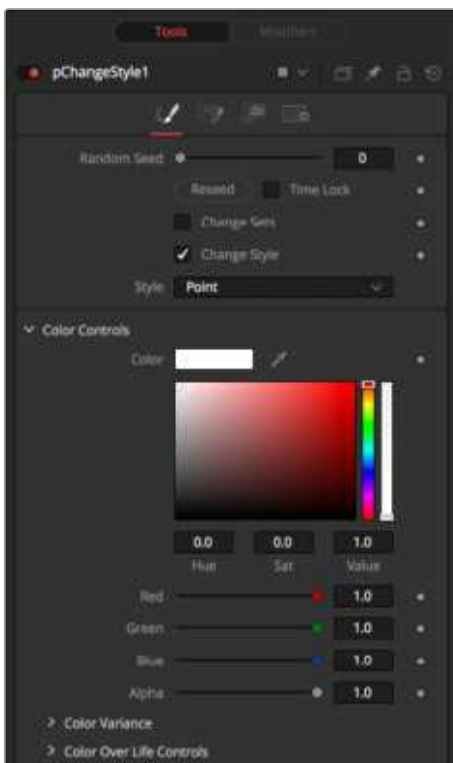 Tools Modifiers
pChangeStyle1
Random Seed 0
Reseed Time Lock
Change Sets
Change Style
Style Point
Color Controls
Color
0.0 0.0 1.0
Hue Sat Value
Red 1.0
Green 1.0
Blue 1.0
Alpha 1.0
Color Variance
Color Over Life Controls